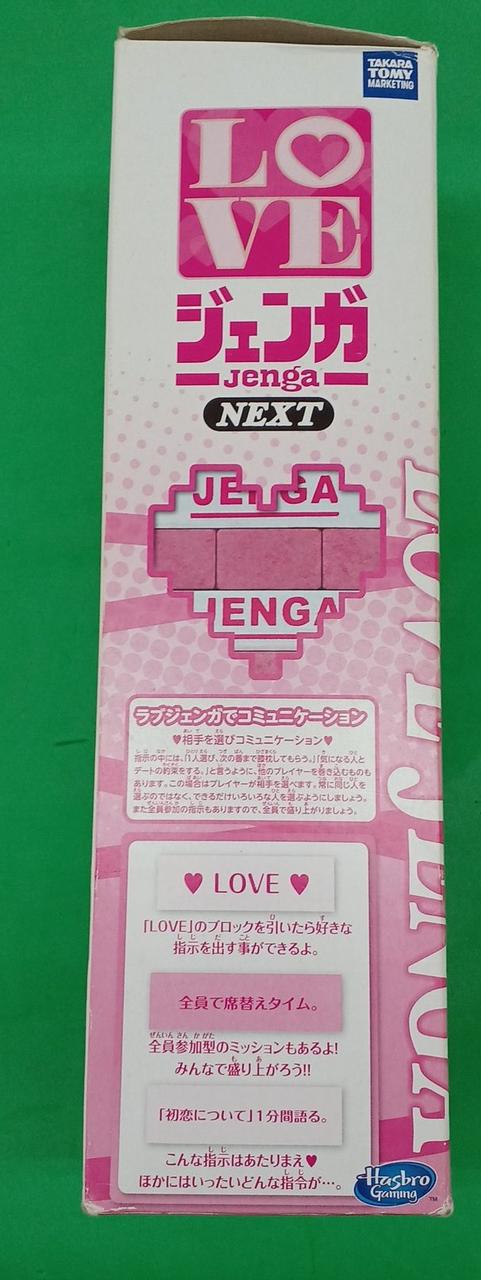 TAKARA
TOMY
MARKETING
LO
VE
ジェンガ
Jenga
NEXT
JENGA
JENGA
LOVE JENGA
ラブジェンガでコミュニケーション
♥相手を選びコミュニケーション♥
指示の中には、「1人選び、次の番まで膝枕してもらう。」「気になる人と
デートの約束をする。」と言うように、他のプレイヤーを巻き込むものも
あります。この場合はプレイヤーが相手を選べます。常に同じ人を
選ぶのではなく、できるだけいろいろな人を選ぶようにしましょう。
また全員参加の指示もありますので、全員で盛り上がりましょう。
♥ LOVE ♥
「LOVE」のブロックを引いたら好きな
指示を出す事ができるよ。
全員で席替えタイム。
全員参加型のミッションもあるよ!
みんなで盛り上がろう!!
「初恋について」1分間語る。
こんな指示はあたりまえ♥
ほかにはいったいどんな指令が…。
Hasbro
Gaming
TM